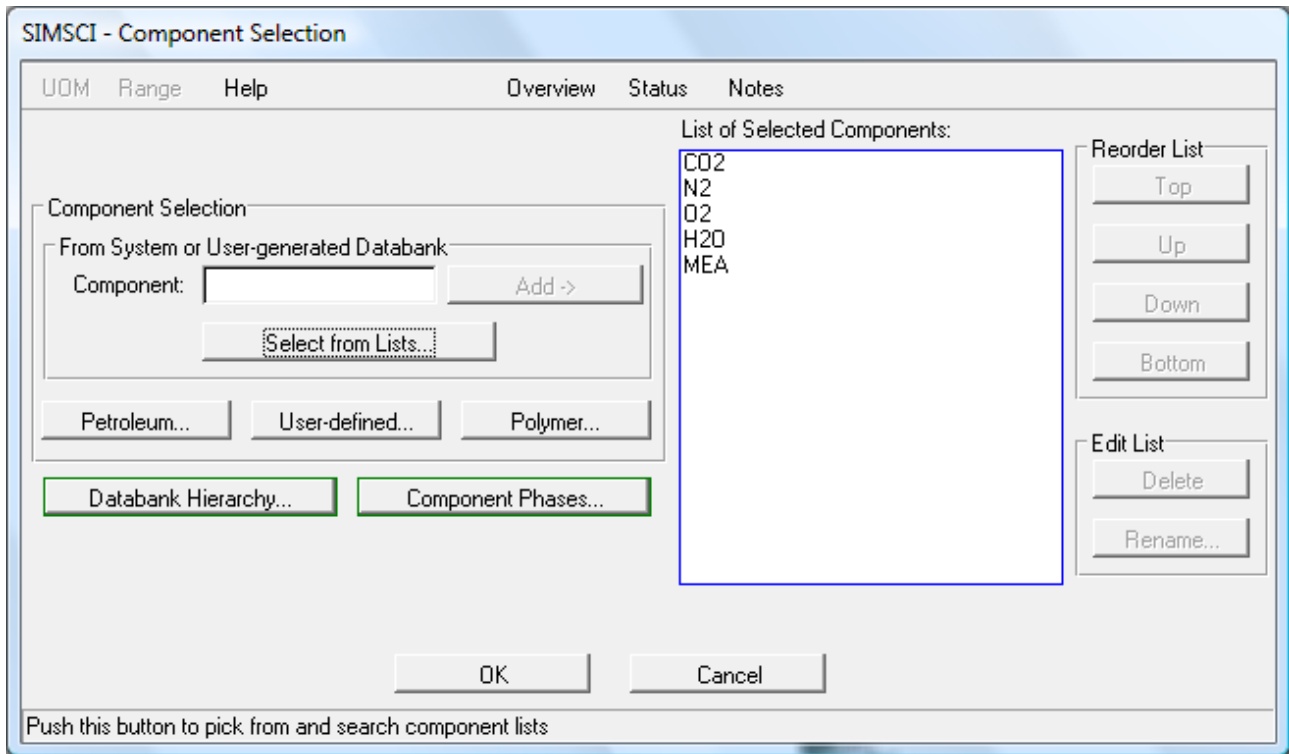 SIMSCI - Component Selection
UOM Range Help Overview Status Notes
List of Selected Components:
CO2
N2
O2
H2O
MEA
Component Selection
From System or User-generated Databank
Component: Add ->
Select from Lists...
Petroleum... User-defined... Polymer...
Databank Hierarchy... Component Phases...
Reorder List
Top
Up
Down
Bottom
Edit List
Delete
Rename...
OK Cancel
Push this button to pick from and search component lists